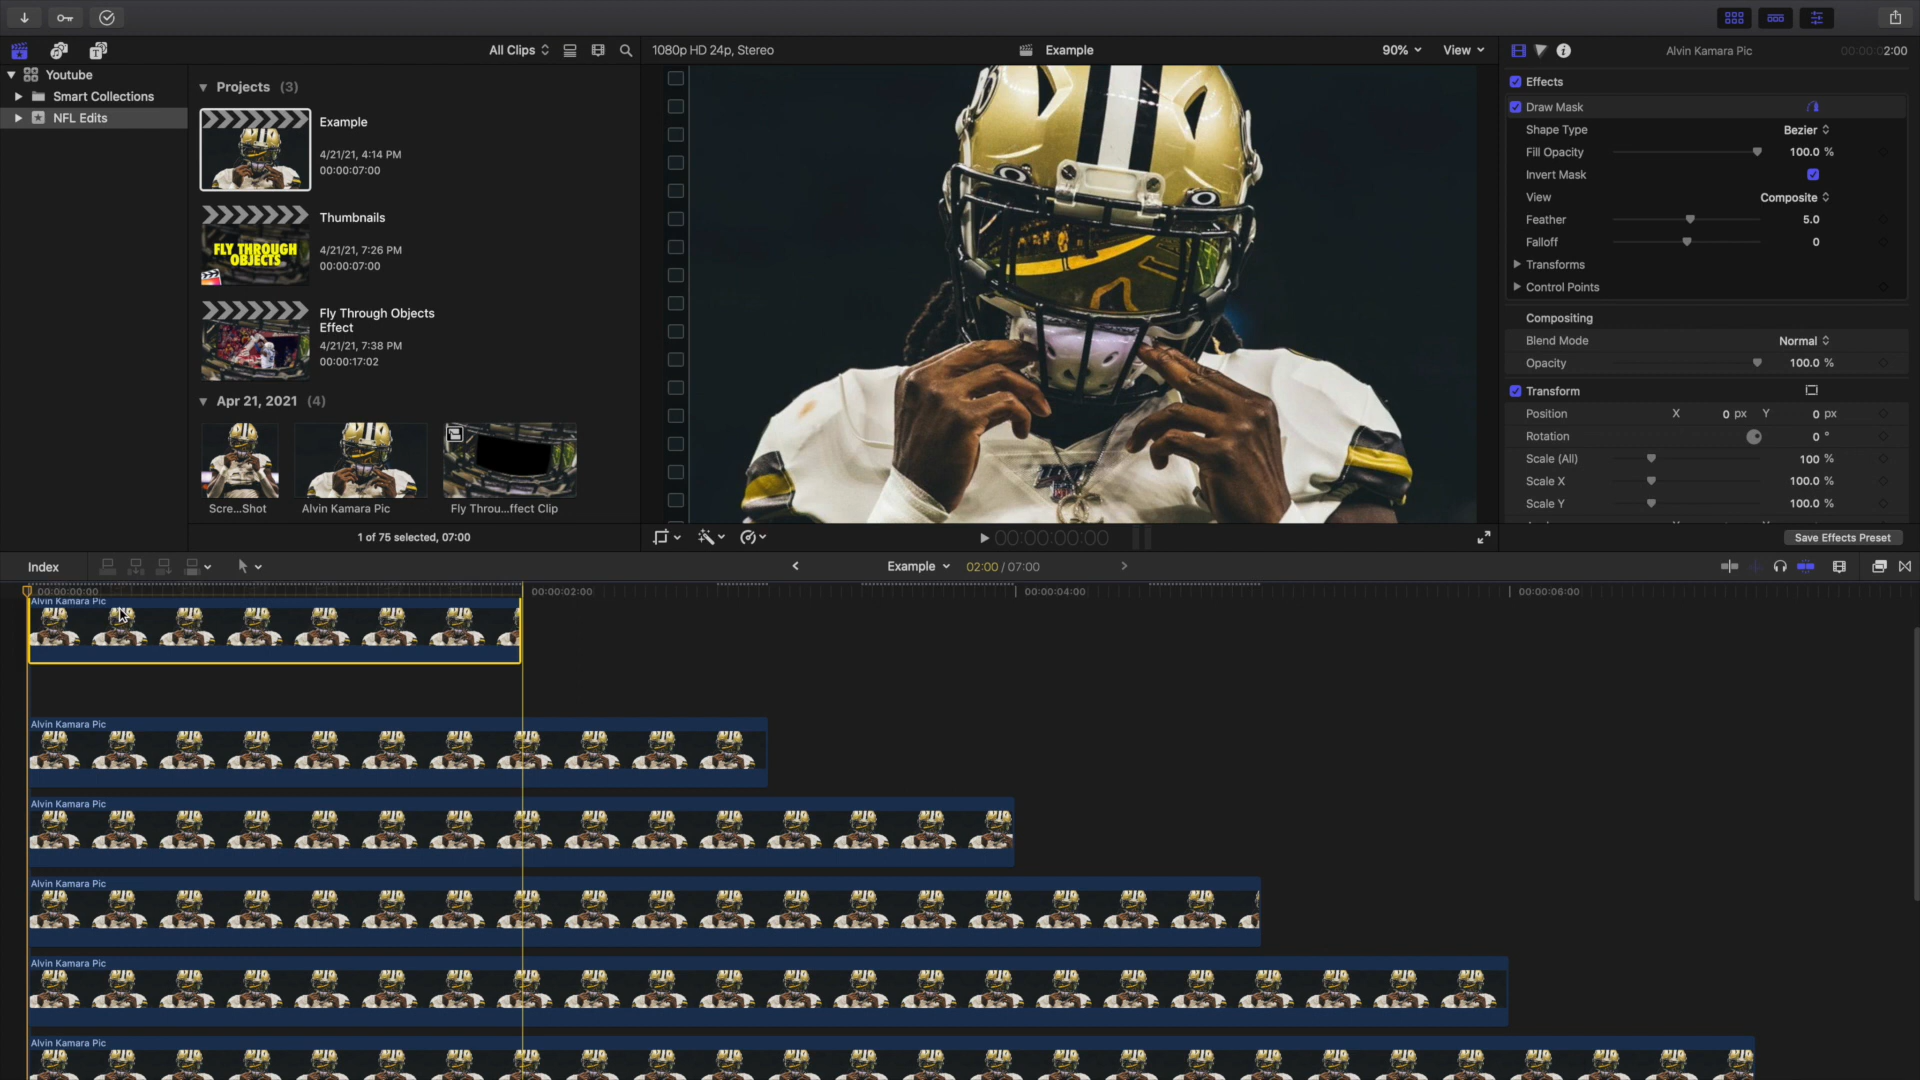 All Clips
1080p HD 24p, Stereo
Example
90%
View
Alvin Kamara Pic
00:00:02:00
Youtube
Smart Collections
NFL Edits
Projects (3)
Example
4/21/21, 4:14 PM
00:00:07:00
FLY THROUGH
OBJECTS
Thumbnails
4/21/21, 7:26 PM
00:00:07:00
Fly Through Objects
Effect
4/21/21, 7:38 PM
00:00:17:02
Apr 21, 2021 (4)
Scre...Shot
Alvin Kamara Pic
Fly Throu...ffect Clip
1 of 75 selected, 07:00
00:00:00:00
Effects
Draw Mask
Shape Type Bezier
Fill Opacity 100.0 %
Invert Mask
View Composite
Feather 5.0
Falloff 0
Transforms
Control Points
Compositing
Blend Mode Normal
Opacity 100.0 %
Transform
Position X 0 px Y 0 px
Rotation 0 °
Scale (All) 100 %
Scale X 100.0 %
Scale Y 100.0 %
Save Effects Preset
Index
Example
02:00 / 07:00
00:00:00:00
00:00:02:00
00:00:04:00
00:00:06:00
Alvin Kamara Pic
Alvin Kamara Pic
Alvin Kamara Pic
Alvin Kamara Pic
Alvin Kamara Pic
Alvin Kamara Pic